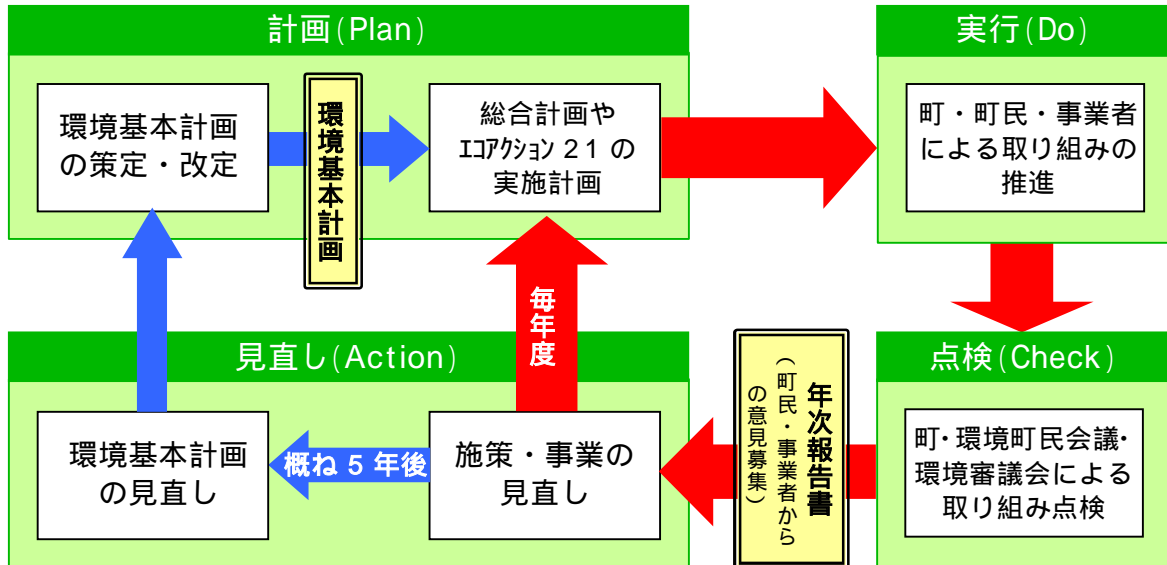 計画(Plan)
環境基本計画
の策定・改定
環境基本計画
総合計画や
ｴｺｱｸｼｮﾝ 21の
実施計画
実行(Do)
町・町民・事業者
による取り組みの
推進
点検(Check)
町・環境町民会議・
環境審議会による
取り組み点検
年次報告書
(町民・事業者から
の意見募集)
見直し(Action)
施策・事業の
見直し
毎年度
概ね5年後
環境基本計画
の見直し